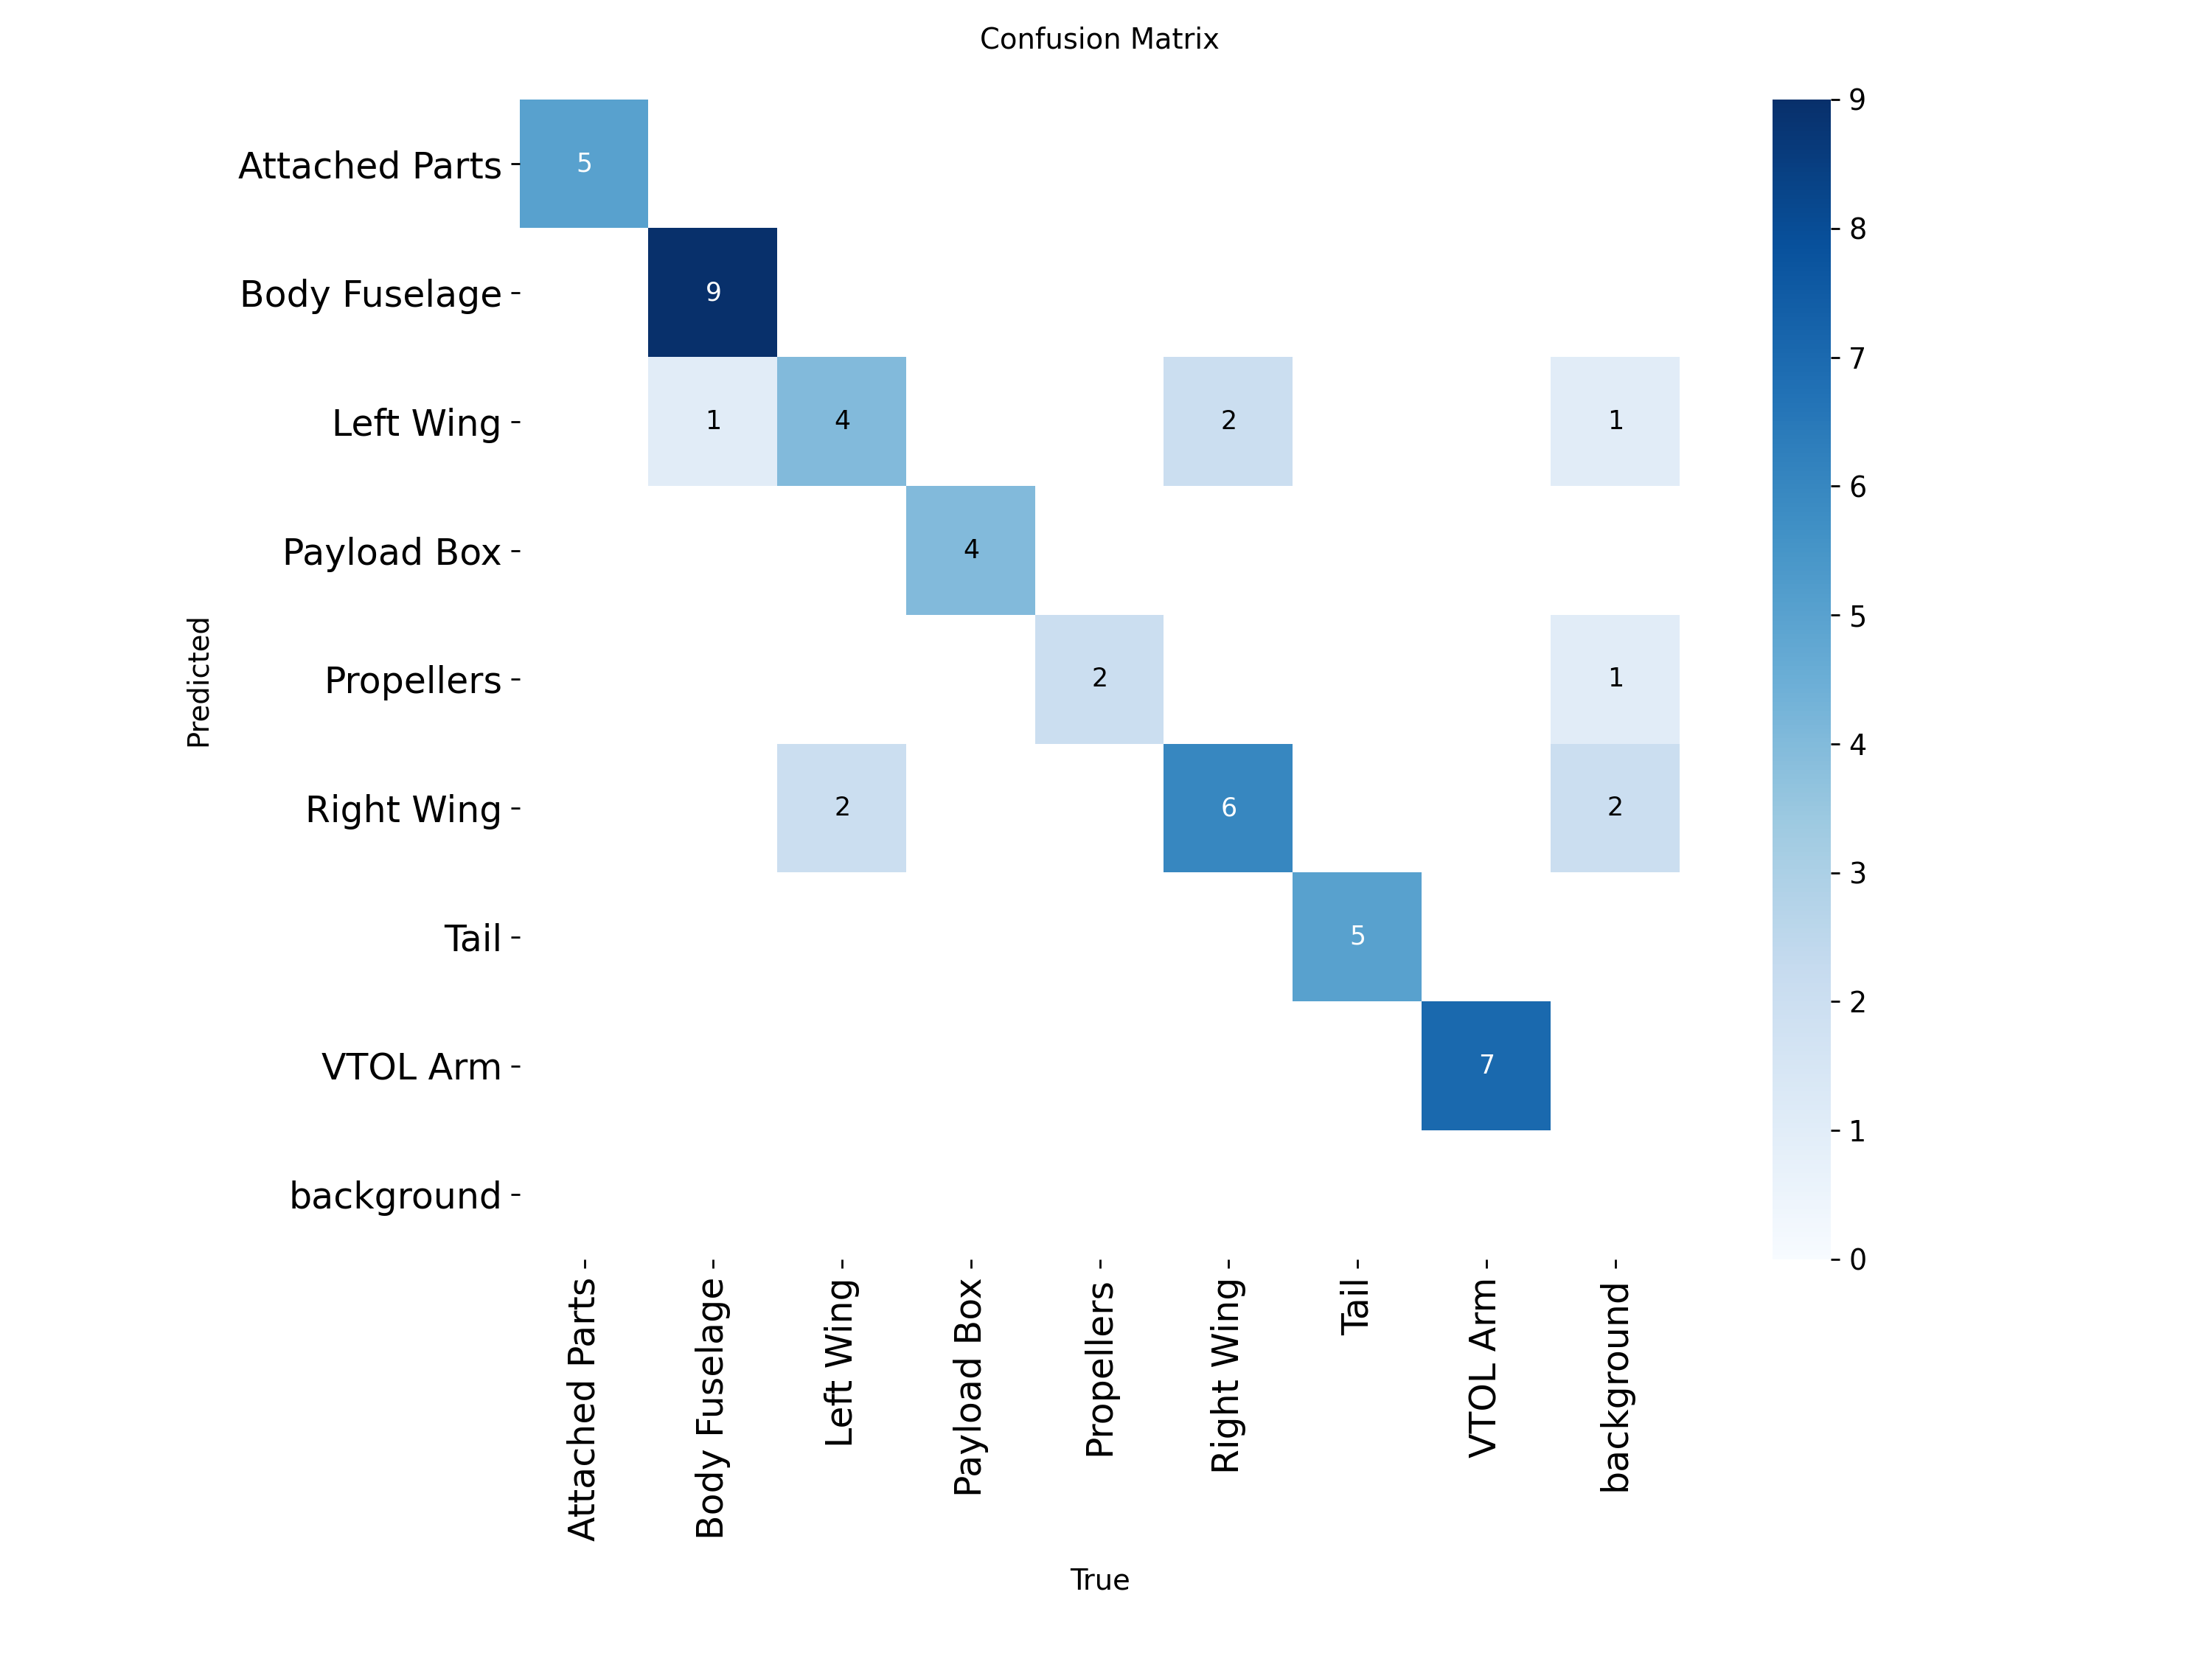 Confusion Matrix
Attached Parts
Body Fuselage
Left Wing
Payload Box
Propellers
Right Wing
Tail
VTOL Arm
background
Predicted
5
9
1 4 2 1
4
2 1
2 6 2
5
7
Attached Parts
Body Fuselage
Left Wing
Payload Box
Propellers
Right Wing
Tail
VTOL Arm
background
True
9
8
7
6
5
4
3
2
1
0